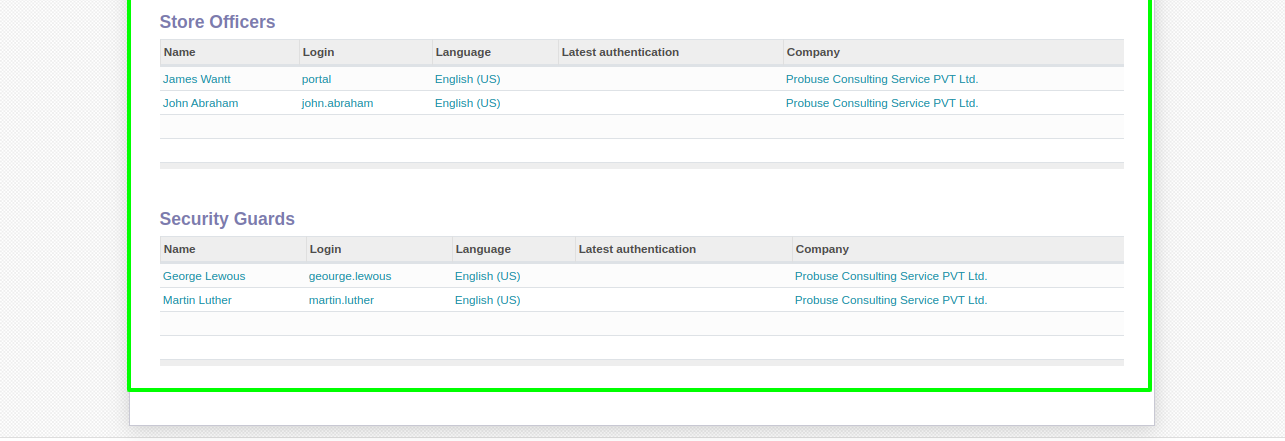 Store Officers
Name Login Language Latest authentication Company
James Wantt portal English (US) Probuse Consulting Service PVT Ltd.
John Abraham john.abraham English (US) Probuse Consulting Service PVT Ltd.
Security Guards
Name Login Language Latest authentication Company
George Lewous geourge.lewous English (US) Probuse Consulting Service PVT Ltd.
Martin Luther martin.luther English (US) Probuse Consulting Service PVT Ltd.